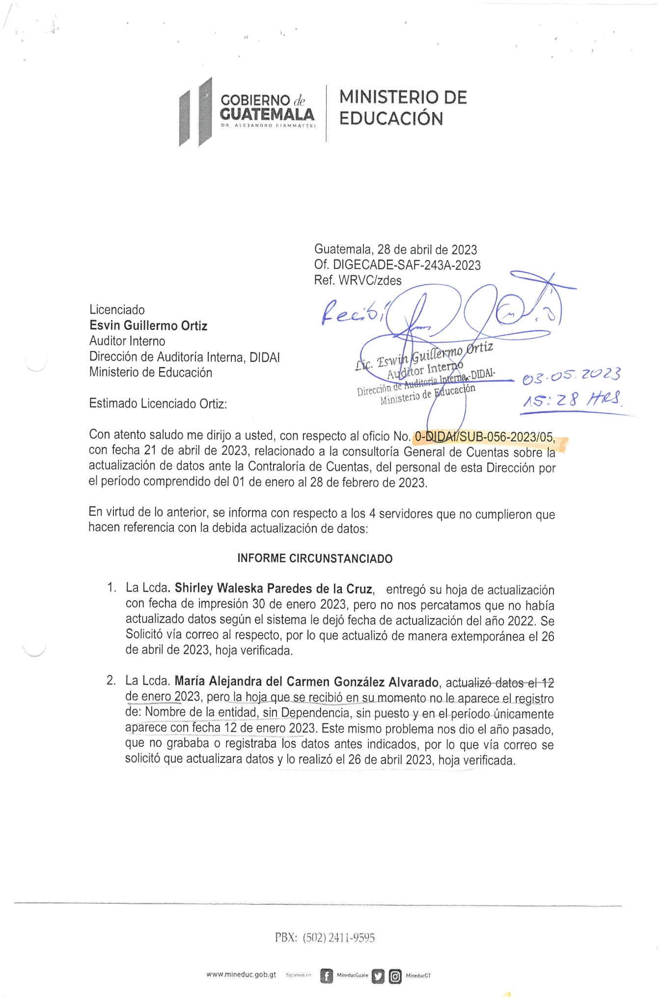 GOBIERNO de
GUATEMALA
DR. ALEJANDRO GIAMMATTEI
MINISTERIO DE
EDUCACIÓN
Guatemala, 28 de abril de 2023
Of. DIGECADE-SAF-243A-2023
Ref. WRVC/zdes
Recibí
Licenciado
Esvin Guillermo Ortiz
Auditor Interno
Dirección de Auditoría Interna, DIDAI
Ministerio de Educación
Lic. Eswin Guillermo Ortiz
Auditor Interno
Dirección de Auditoria Interna,-DIDAI-
Ministerio de Educación
03-05.2023
15:28 HRS.
Estimado Licenciado Ortiz:
Con atento saludo me dirijo a usted, con respecto al oficio No. 0-DIDAI/SUB-056-2023/05,
con fecha 21 de abril de 2023, relacionado a la consultoría General de Cuentas sobre la
actualización de datos ante la Contraloría de Cuentas, del personal de esta Dirección por
el período comprendido del 01 de enero al 28 de febrero de 2023.
En virtud de lo anterior, se informa con respecto a los 4 servidores que no cumplieron que
hacen referencia con la debida actualización de datos:
INFORME CIRCUNSTANCIADO
1. La Lcda. Shirley Waleska Paredes de la Cruz, entregó su hoja de actualización
con fecha de impresión 30 de enero 2023, pero no nos percatamos que no había
actualizado datos según el sistema le dejó fecha de actualización del año 2022. Se
Solicitó vía correo al respecto, por lo que actualizó de manera extemporánea el 26
de abril de 2023, hoja verificada.
2. La Lcda. María Alejandra del Carmen González Alvarado, actualizó datos el 12
de enero 2023, pero la hoja que se recibió en su momento no le aparece el registro
de: Nombre de la entidad, sin Dependencia, sin puesto y en el período únicamente
aparece con fecha 12 de enero 2023. Este mismo problema nos dio el año pasado,
que no grababa o registraba los datos antes indicados, por lo que vía correo se
solicitó que actualizara datos y lo realizó el 26 de abril 2023, hoja verificada.
PBX: (502) 2411-9595
www.mineduc.gob.gt Síguenos en MineducGuate MineducGT